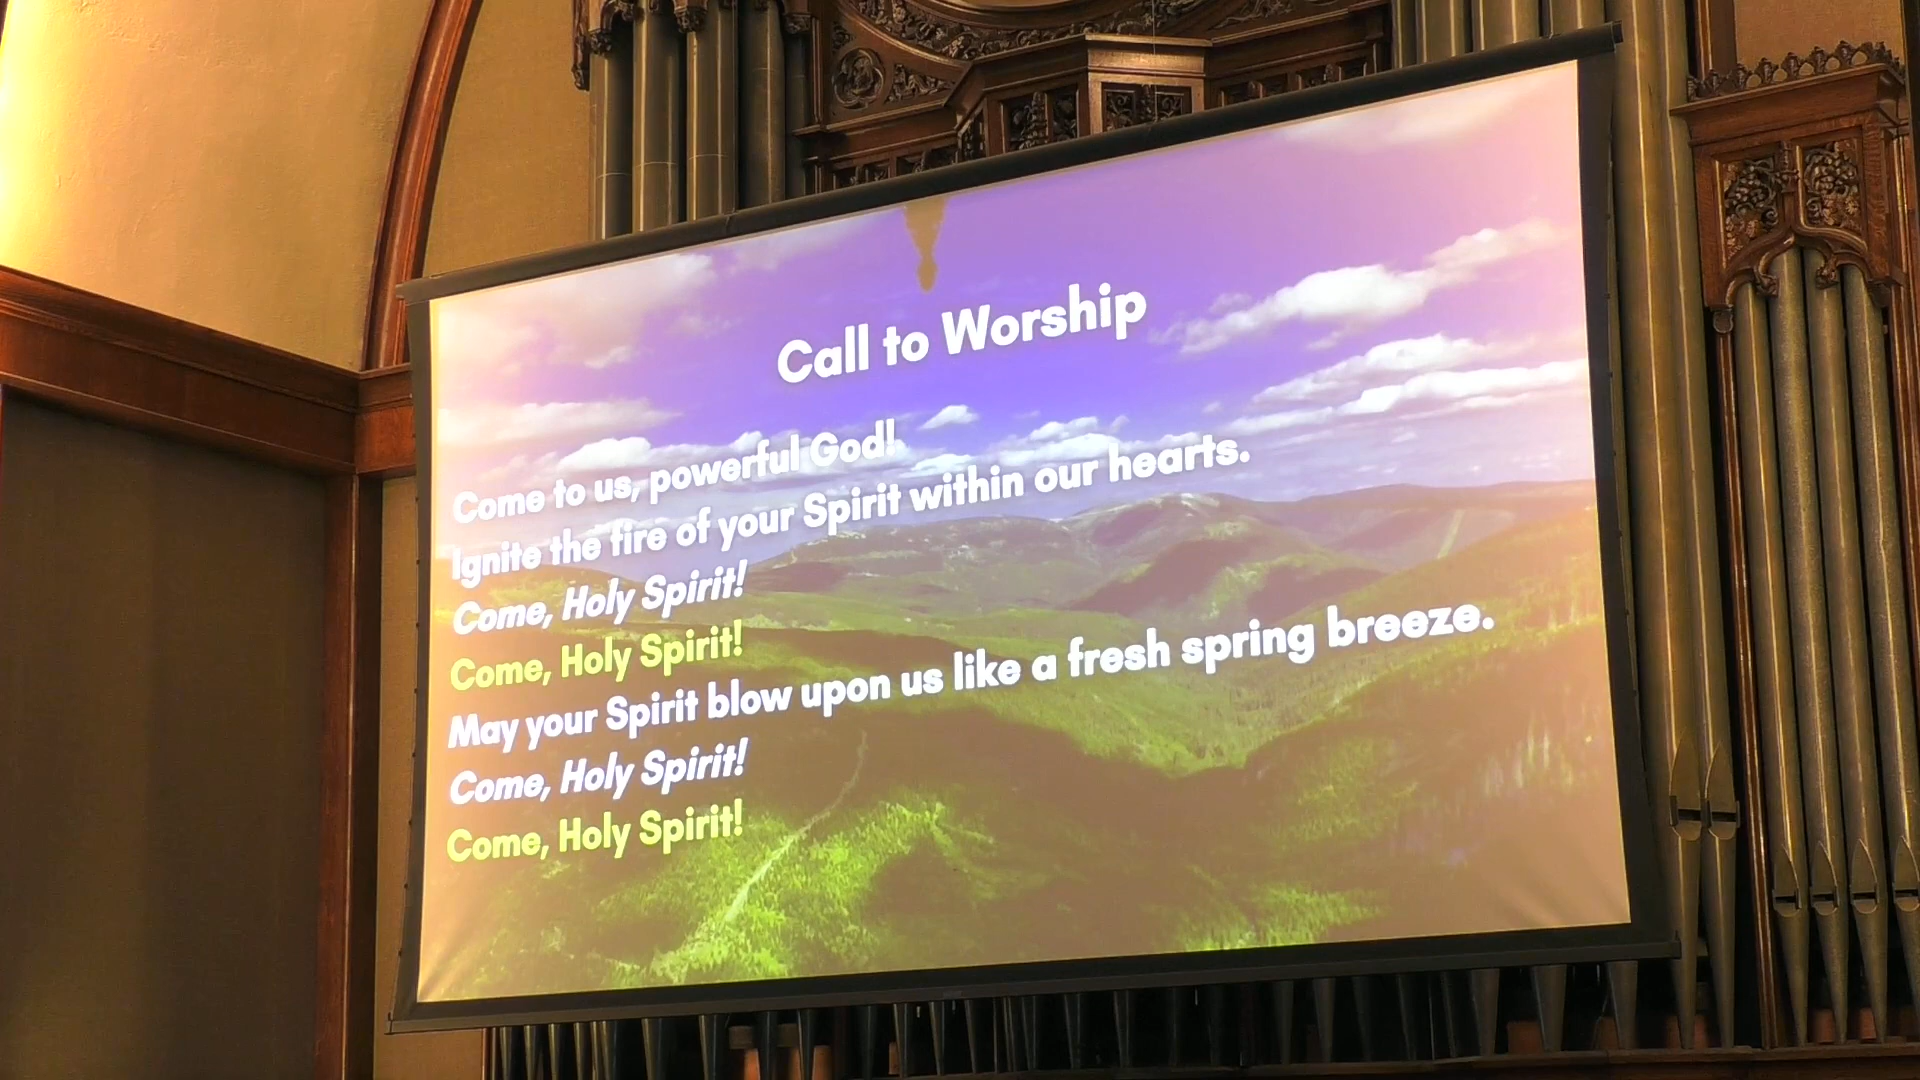 Call to Worship
Come to us, powerful God!
Ignite the fire of your Spirit within our hearts.
Come, Holy Spirit!
Come, Holy Spirit!
May your Spirit blow upon us like a fresh spring breeze.
Come, Holy Spirit!
Come, Holy Spirit!